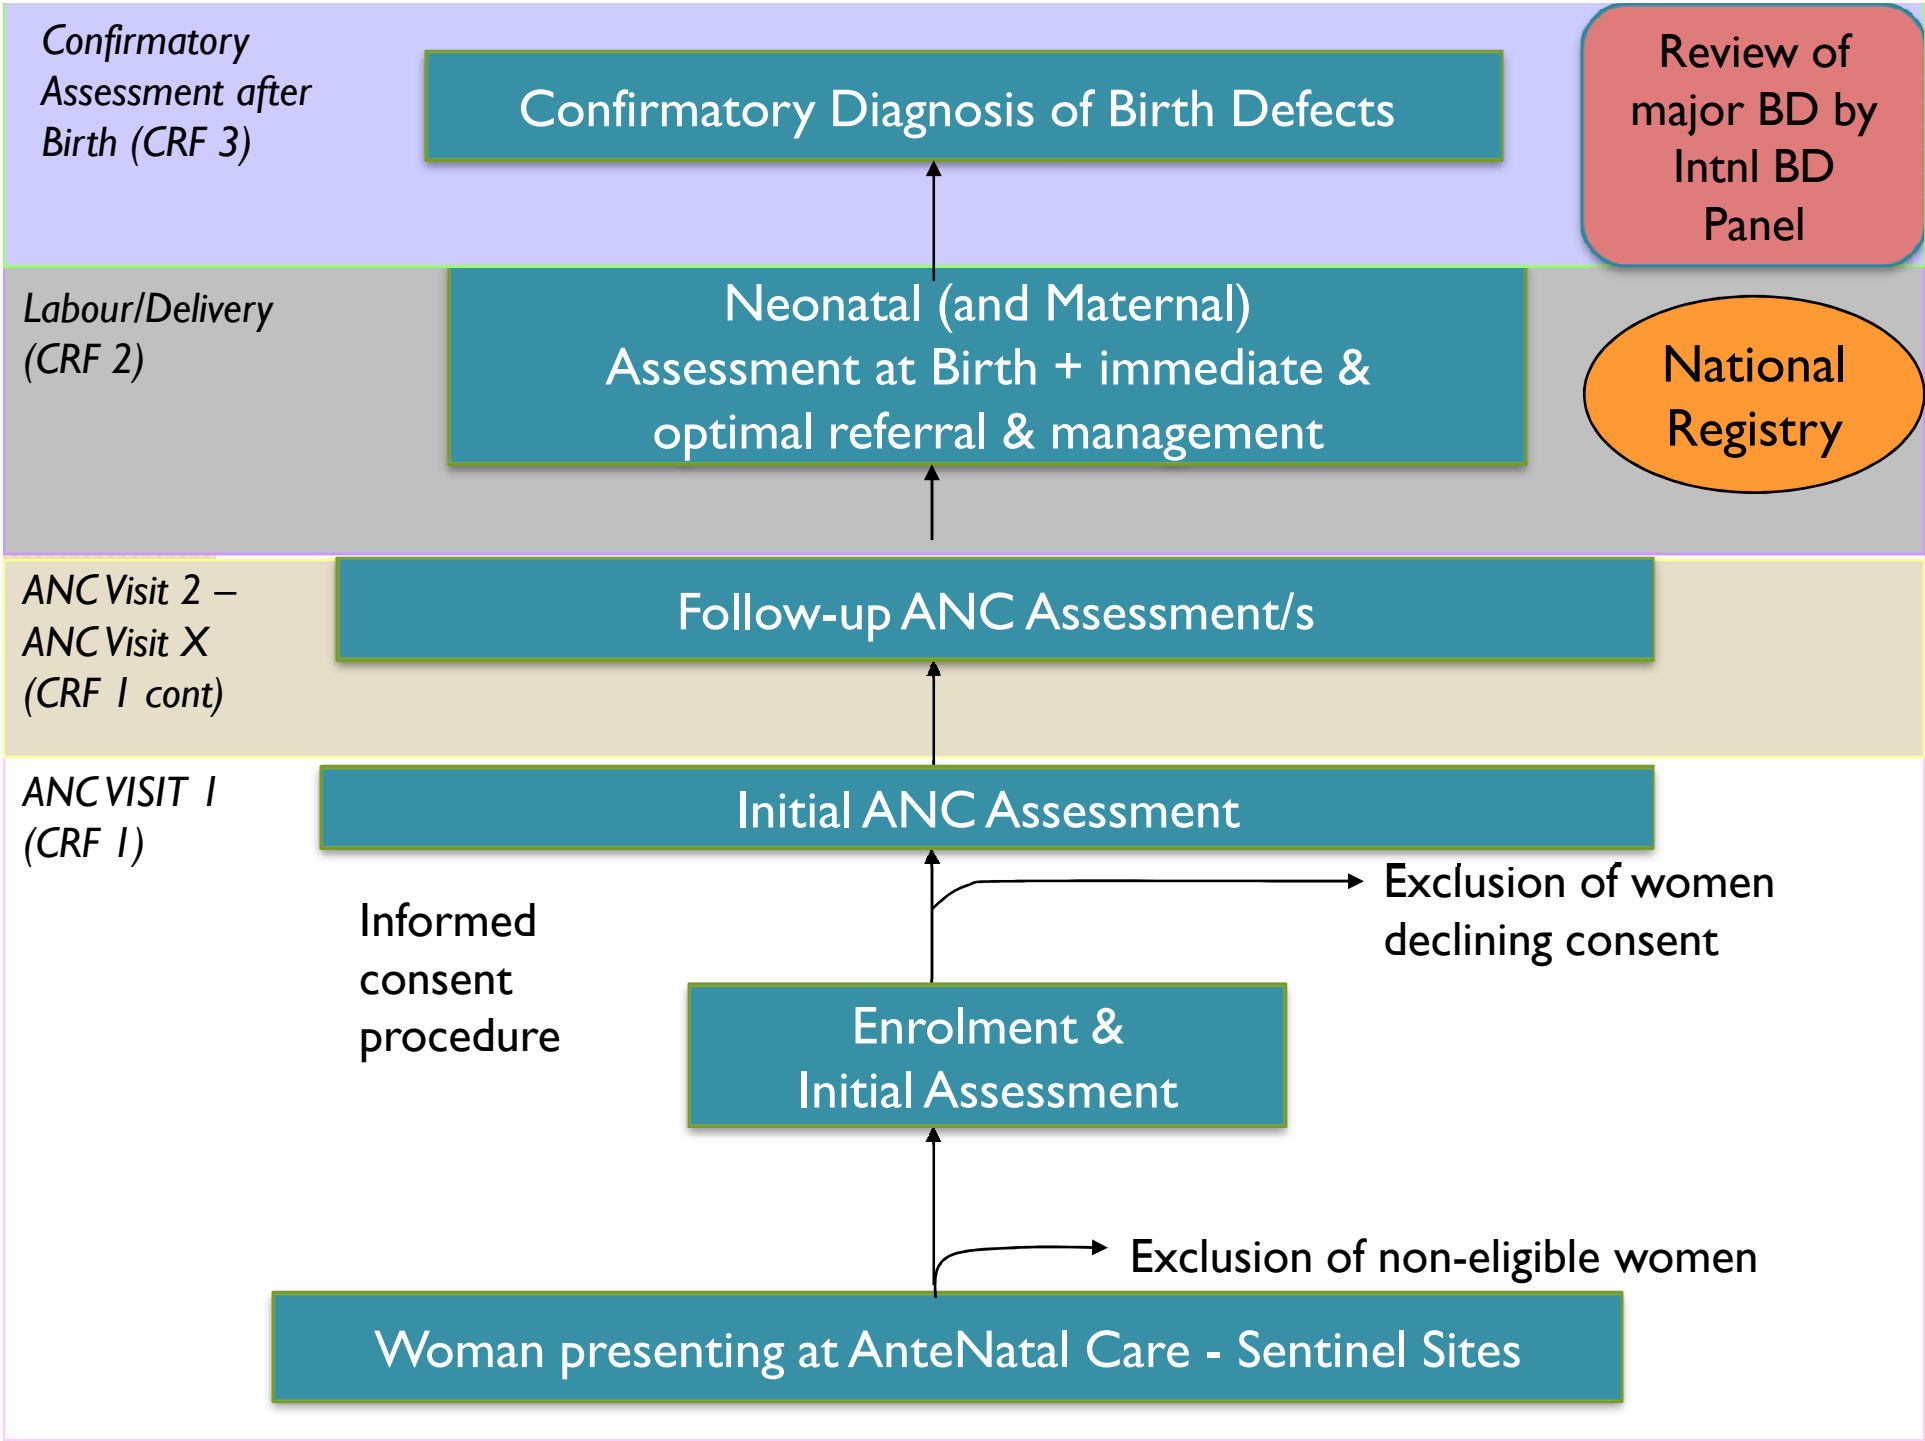 Confirmatory
Assessment after
Birth (CRF 3)
Confirmatory Diagnosis of Birth Defects
Review of
major BD by
Intnl BD
Panel
Labour/Delivery
(CRF 2)
Neonatal (and Maternal)
Assessment at Birth + immediate &
optimal referral & management
National
Registry
ANC Visit 2 –
ANC Visit X
(CRF 1 cont)
Follow-up ANC Assessment/s
ANC VISIT 1
(CRF 1)
Initial ANC Assessment
Informed
consent
procedure
Exclusion of women
declining consent
Enrolment &
Initial Assessment
Exclusion of non-eligible women
Woman presenting at AnteNatal Care - Sentinel Sites